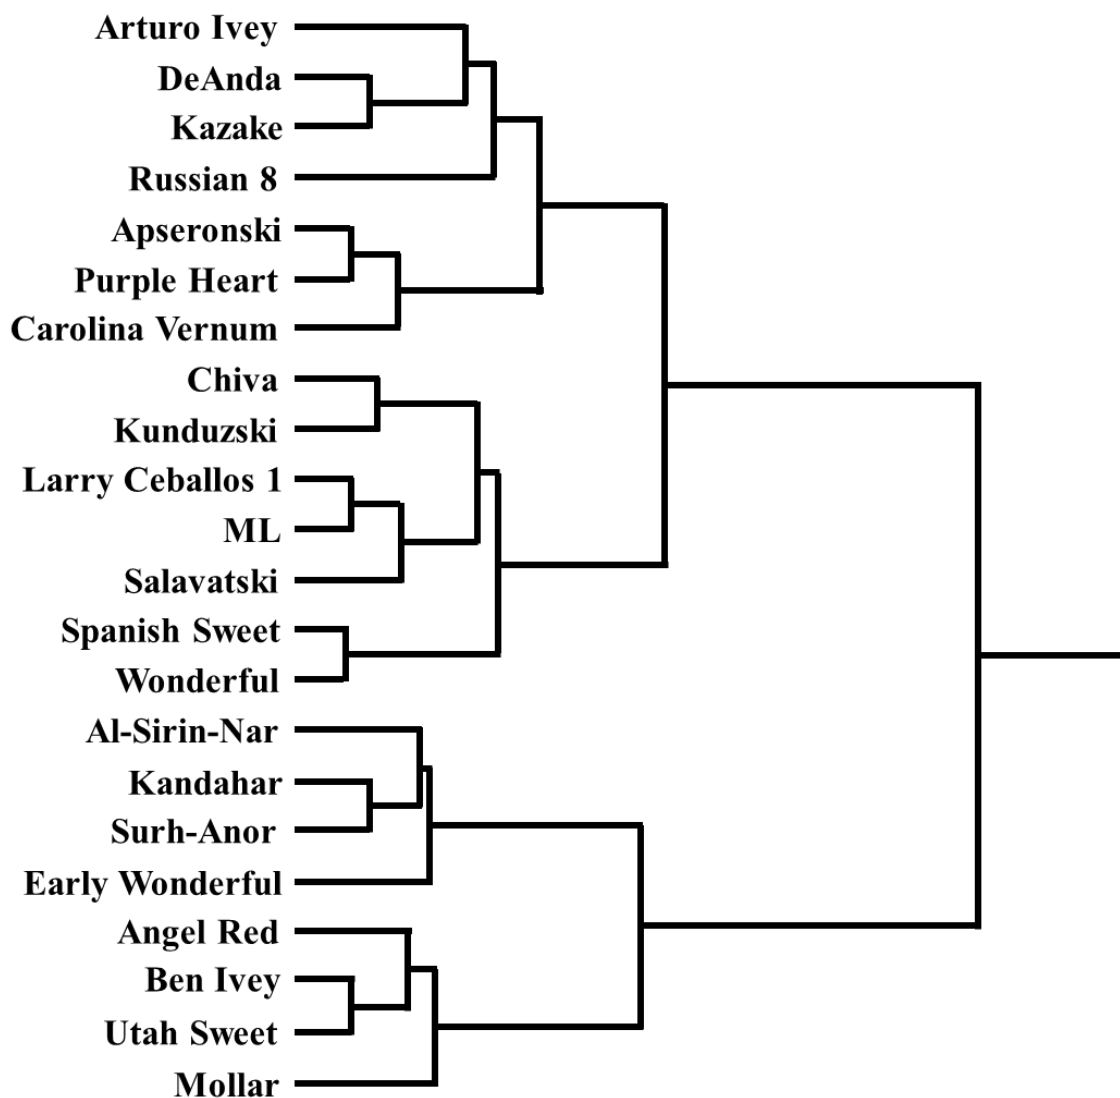 Arturo Ivey
DeAnda
Kazake
Russian 8
Apseronski
Purple Heart
Carolina Vernum
Chiva
Kunduzski
Larry Ceballos 1
ML
Salavatski
Spanish Sweet
Wonderful
Al-Sirin-Nar
Kandahar
Surh-Anor
Early Wonderful
Angel Red
Ben Ivey
Utah Sweet
Mollar